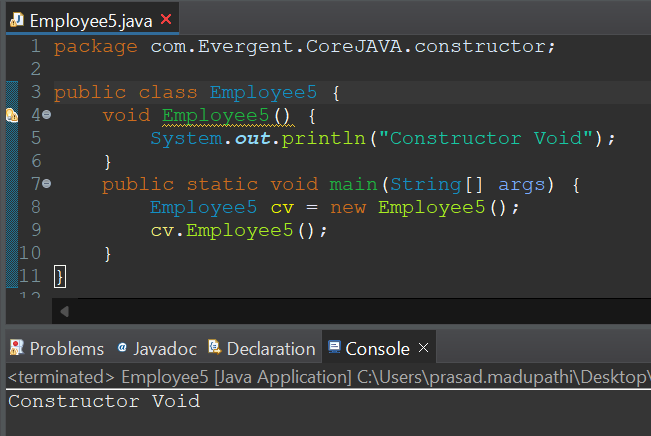 Employee5.java
1 package com.Evergent.CoreJAVA.constructor;
2
3 public class Employee5 {
4 void Employee5() {
5 System.out.println("Constructor Void");
6 }
7 public static void main(String[] args) {
8 Employee5 cv = new Employee5();
9 cv.Employee5();
10 }
11 }
12
Problems @ Javadoc Declaration Console
<terminated> Employee5 [Java Application] C:\Users\prasad.madupathi\Desktop\
Constructor Void